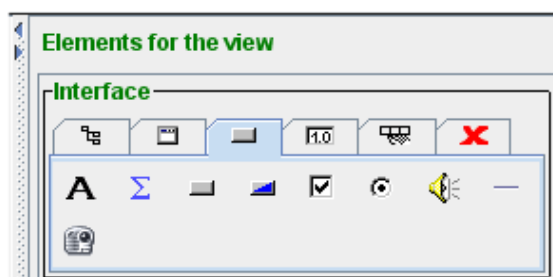 Elements for the view
Interface
1.0
A Σ